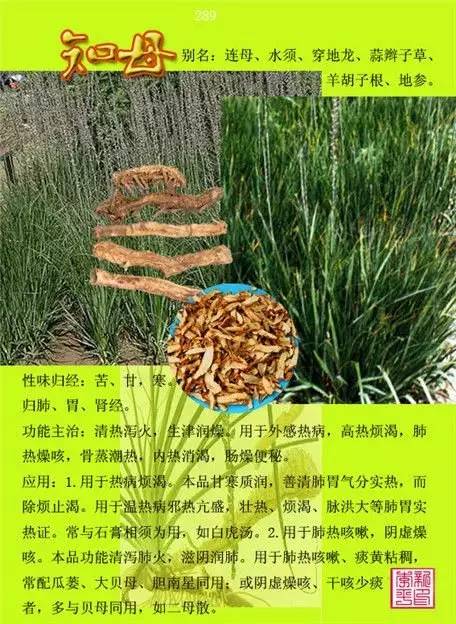 289
知母
别名：连母、水须、穿地龙、蒜辫子草、
羊胡子根、地参。
性味归经：苦、甘，寒。
归肺、胃、肾经。
功能主治：清热泻火，生津润燥。用于外感热病，高热烦渴，肺
热燥咳，骨蒸潮热，内热消渴，肠燥便秘。
应用：1.用于热病烦渴。本品甘寒质润，善清肺胃气分实热，而
除烦止渴。用于温热病邪热亢盛，壮热、烦渴、脉洪大等肺胃实
热证。常与石膏相须为用，如白虎汤。2.用于肺热咳嗽，阴虚燥
咳。本品功能清泻肺火，滋阴润肺。用于肺热咳嗽、痰黄粘稠，
常配瓜蒌、大贝母、胆南星同用；或阴虚燥咳、干咳少痰
者，多与贝母同用，如二母散。